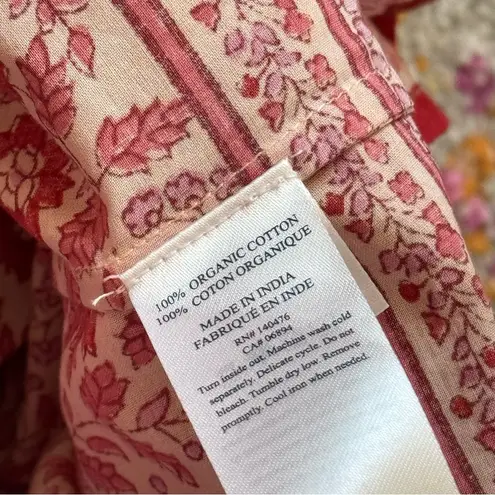 100% ORGANIC COTTON
100% COTON ORGANIQUE
MADE IN INDIA
FABRIQUÉ EN INDE
RN# 140476
CA# 06894
Turn inside out. Machine wash cold
separately. Delicate cycle. Do not
bleach. Tumble dry low. Remove
promptly. Cool iron when needed.